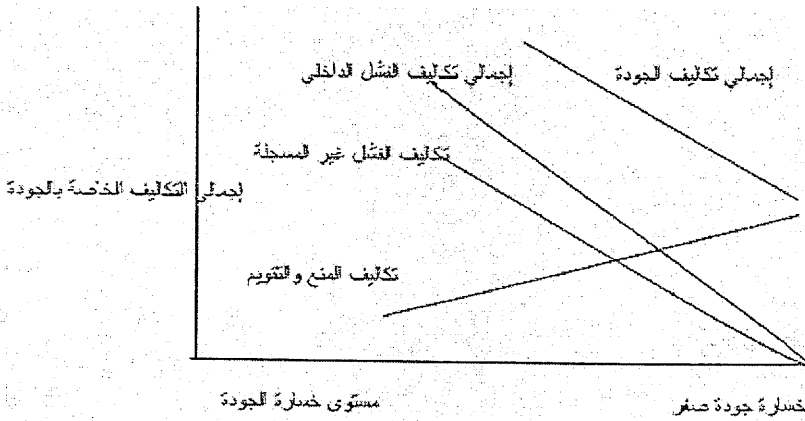 إجمالي تكاليف الجودة
إجمالي تكاليف الفشل الداخلي
تكاليف الفشل غير المسجلة
إجمالي التكاليف الخاصة بالجودة
تكاليف المنع والتقويم
خسارة جودة صفر
مستوى خسارة الجودة